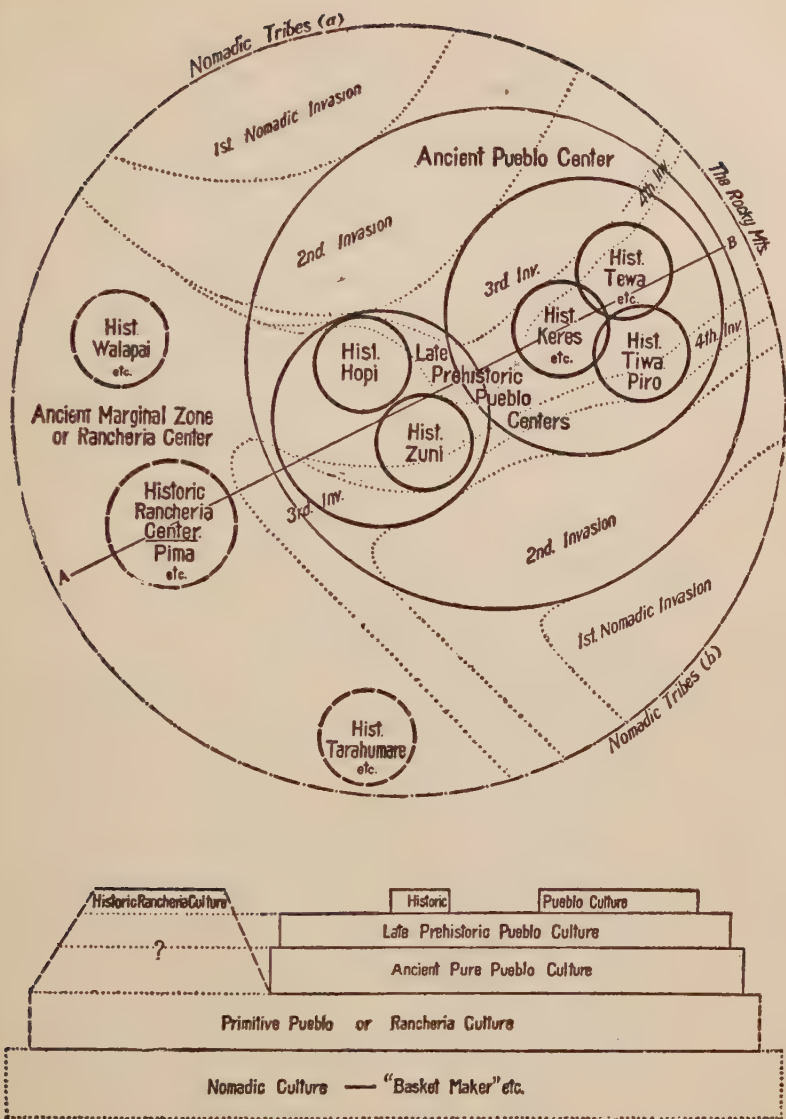 Nomadic Tribes (a)
1st. Nomadic Invasion
Ancient Pueblo Center
The Rocky Mts.
4th. Inv.
2nd. Invasion
3rd. Inv.
Hist.
Tewa
etc.
B
Hist.
Keres
etc.
Hist.
Tiwa
Piro
4th. Inv.
Hist.
Walapai
etc.
Hist.
Hopi
Late
Prehistoric
Pueblo
Centers
Ancient Marginal Zone
or Rancheria Center
Hist.
Zuni
3rd. Inv.
Historic
Rancheria
Center.
Pima
etc.
A
2nd. Invasion
1st. Nomadic Invasion
Nomadic Tribes (b)
Hist.
Tarahumare
etc.
Historic Rancheria Culture
Historic
Pueblo Culture
Late Prehistoric Pueblo Culture
?
Ancient Pure Pueblo Culture
Primitive Pueblo or Rancheria Culture
Nomadic Culture — "Basket Maker" etc.